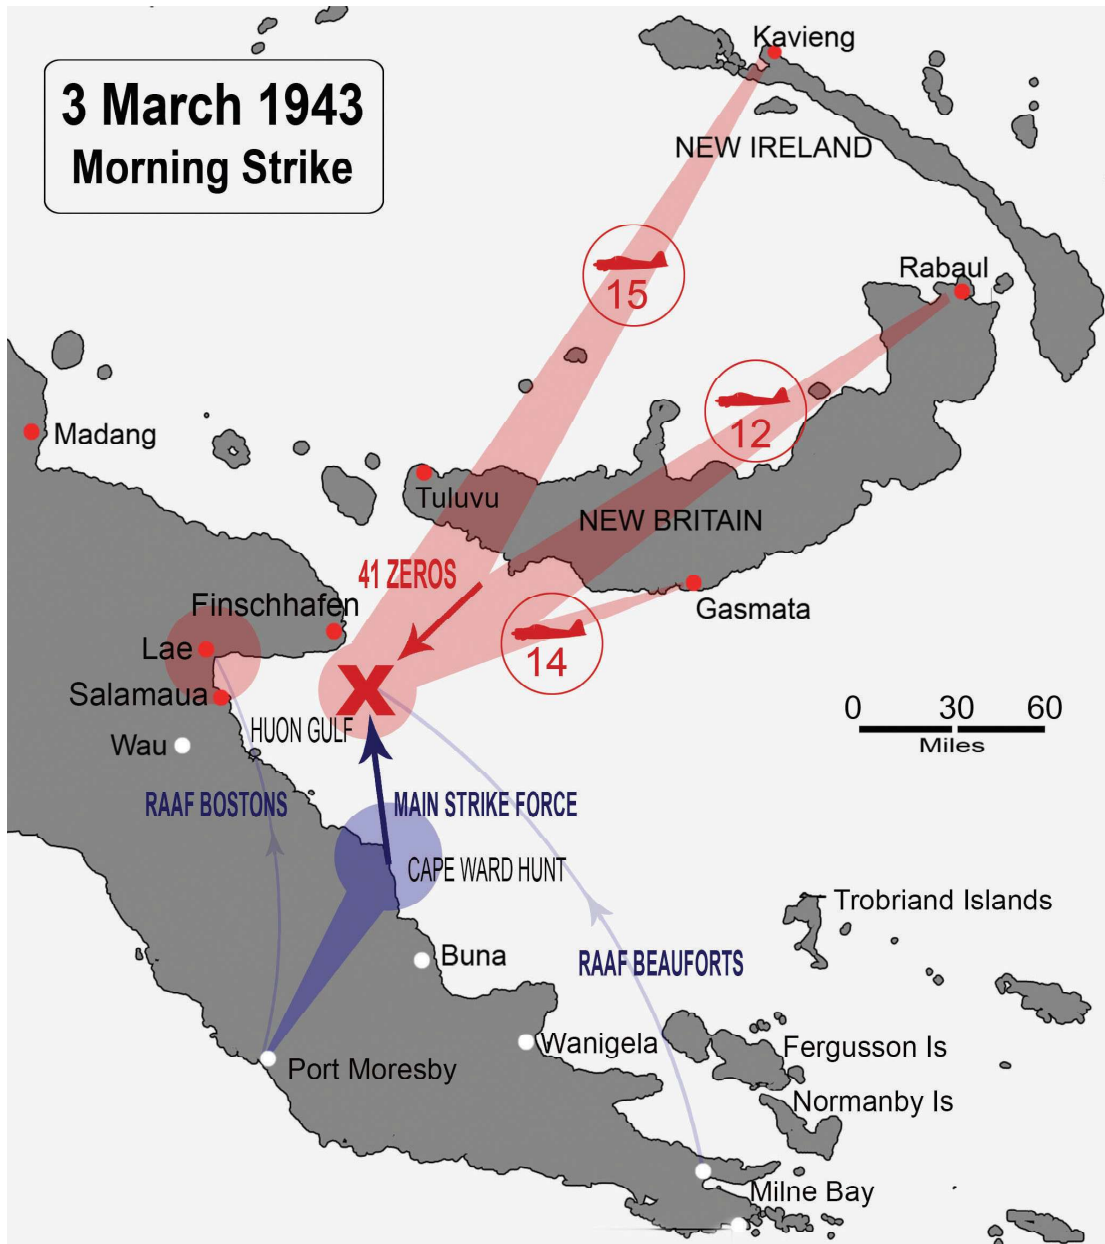 3 March 1943
Morning Strike
Kavieng
NEW IRELAND
Rabaul
15
12
Madang
Tuluvu
NEW BRITAIN
41 ZEROS
Gasmata
Finschhafen
Lae
14
Salamaua
HUON GULF
Wau
0 30 60
Miles
RAAF BOSTONS
MAIN STRIKE FORCE
CAPE WARD HUNT
Trobriand Islands
Buna
RAAF BEAUFORTS
Wanigela
Fergusson Is
Port Moresby
Normanby Is
Milne Bay